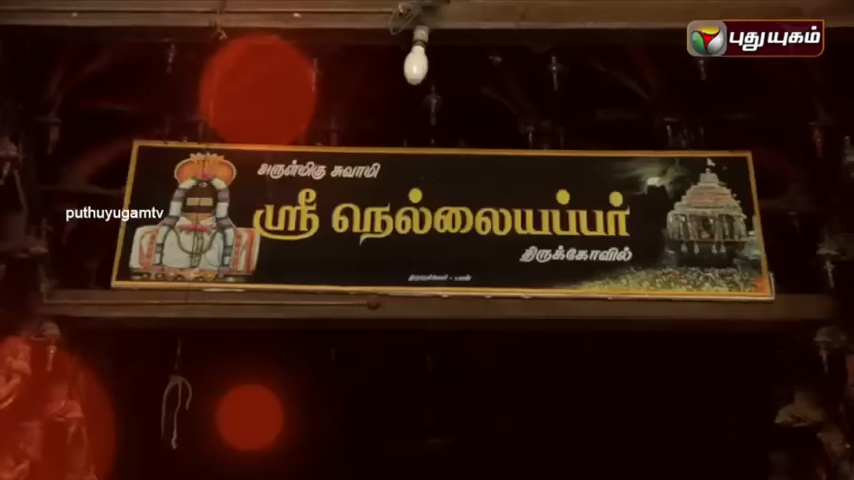 புதுயுகம்
அருள்மிகு சுவாமி
puthuyugamtv
ஸ்ரீ நெல்லையப்பர்
திருக்கோவில்